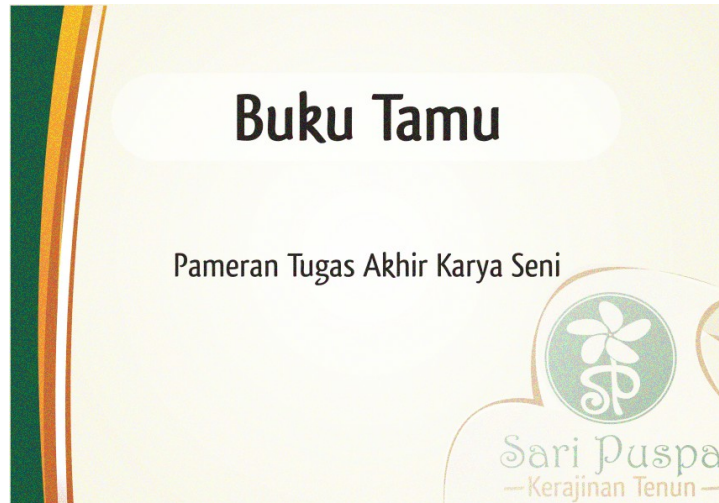 Buku Tamu
Pameran Tugas Akhir Karya Seni
SP
Sari Puspa
Kerajinan Tenun